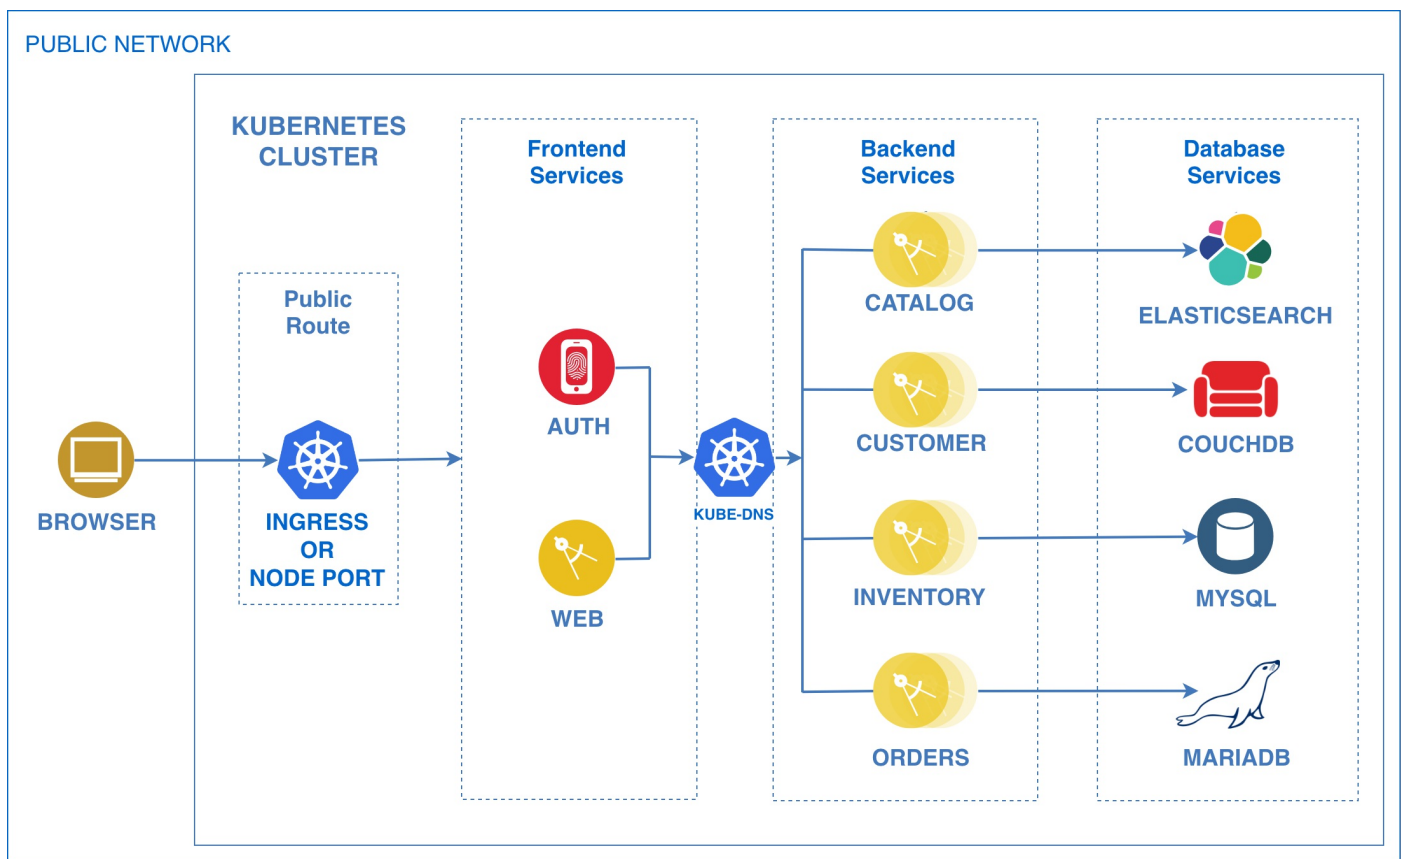 PUBLIC NETWORK
KUBERNETES
CLUSTER
Public
Route
BROWSER
INGRESS
OR
NODE PORT
Frontend
Services
AUTH
WEB
KUBE-DNS
Backend
Services
CATALOG
CUSTOMER
INVENTORY
ORDERS
Database
Services
ELASTICSEARCH
COUCHDB
MYSQL
MARIADB